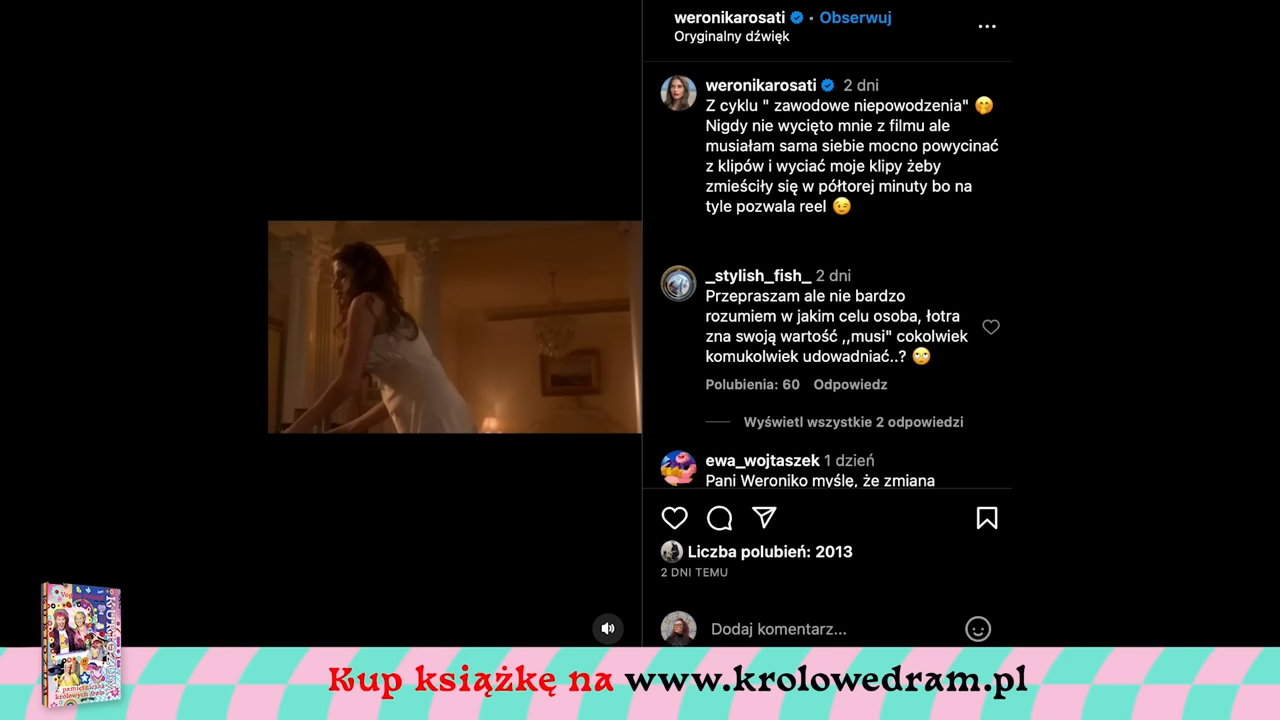 weronikarosati • Obserwuj
Oryginalny dźwięk
weronikarosati 2 dni
Z cyklu " zawodowe niepowodzenia" 🤭
Nigdy nie wycięto mnie z filmu ale
musiałam sama siebie mocno powycinać
z klipów i wyciać moje klipy żeby
zmieściły się w półtorej minuty bo na
tyle pozwala reel 😉
_stylish_fish_ 2 dni
Przepraszam ale nie bardzo
rozumiem w jakim celu osoba, łotra
zna swoją wartość ,,musi" cokolwiek
komukolwiek udowadniać..? 🙄
Polubienia: 60 Odpowiedz
Wyświetl wszystkie 2 odpowiedzi
ewa_wojtaszek 1 dzień
Pani Weroniko myślę, że zmiana
Liczba polubień: 2013
2 DNI TEMU
Dodaj komentarz...
Kup książkę na www.krolowedram.pl